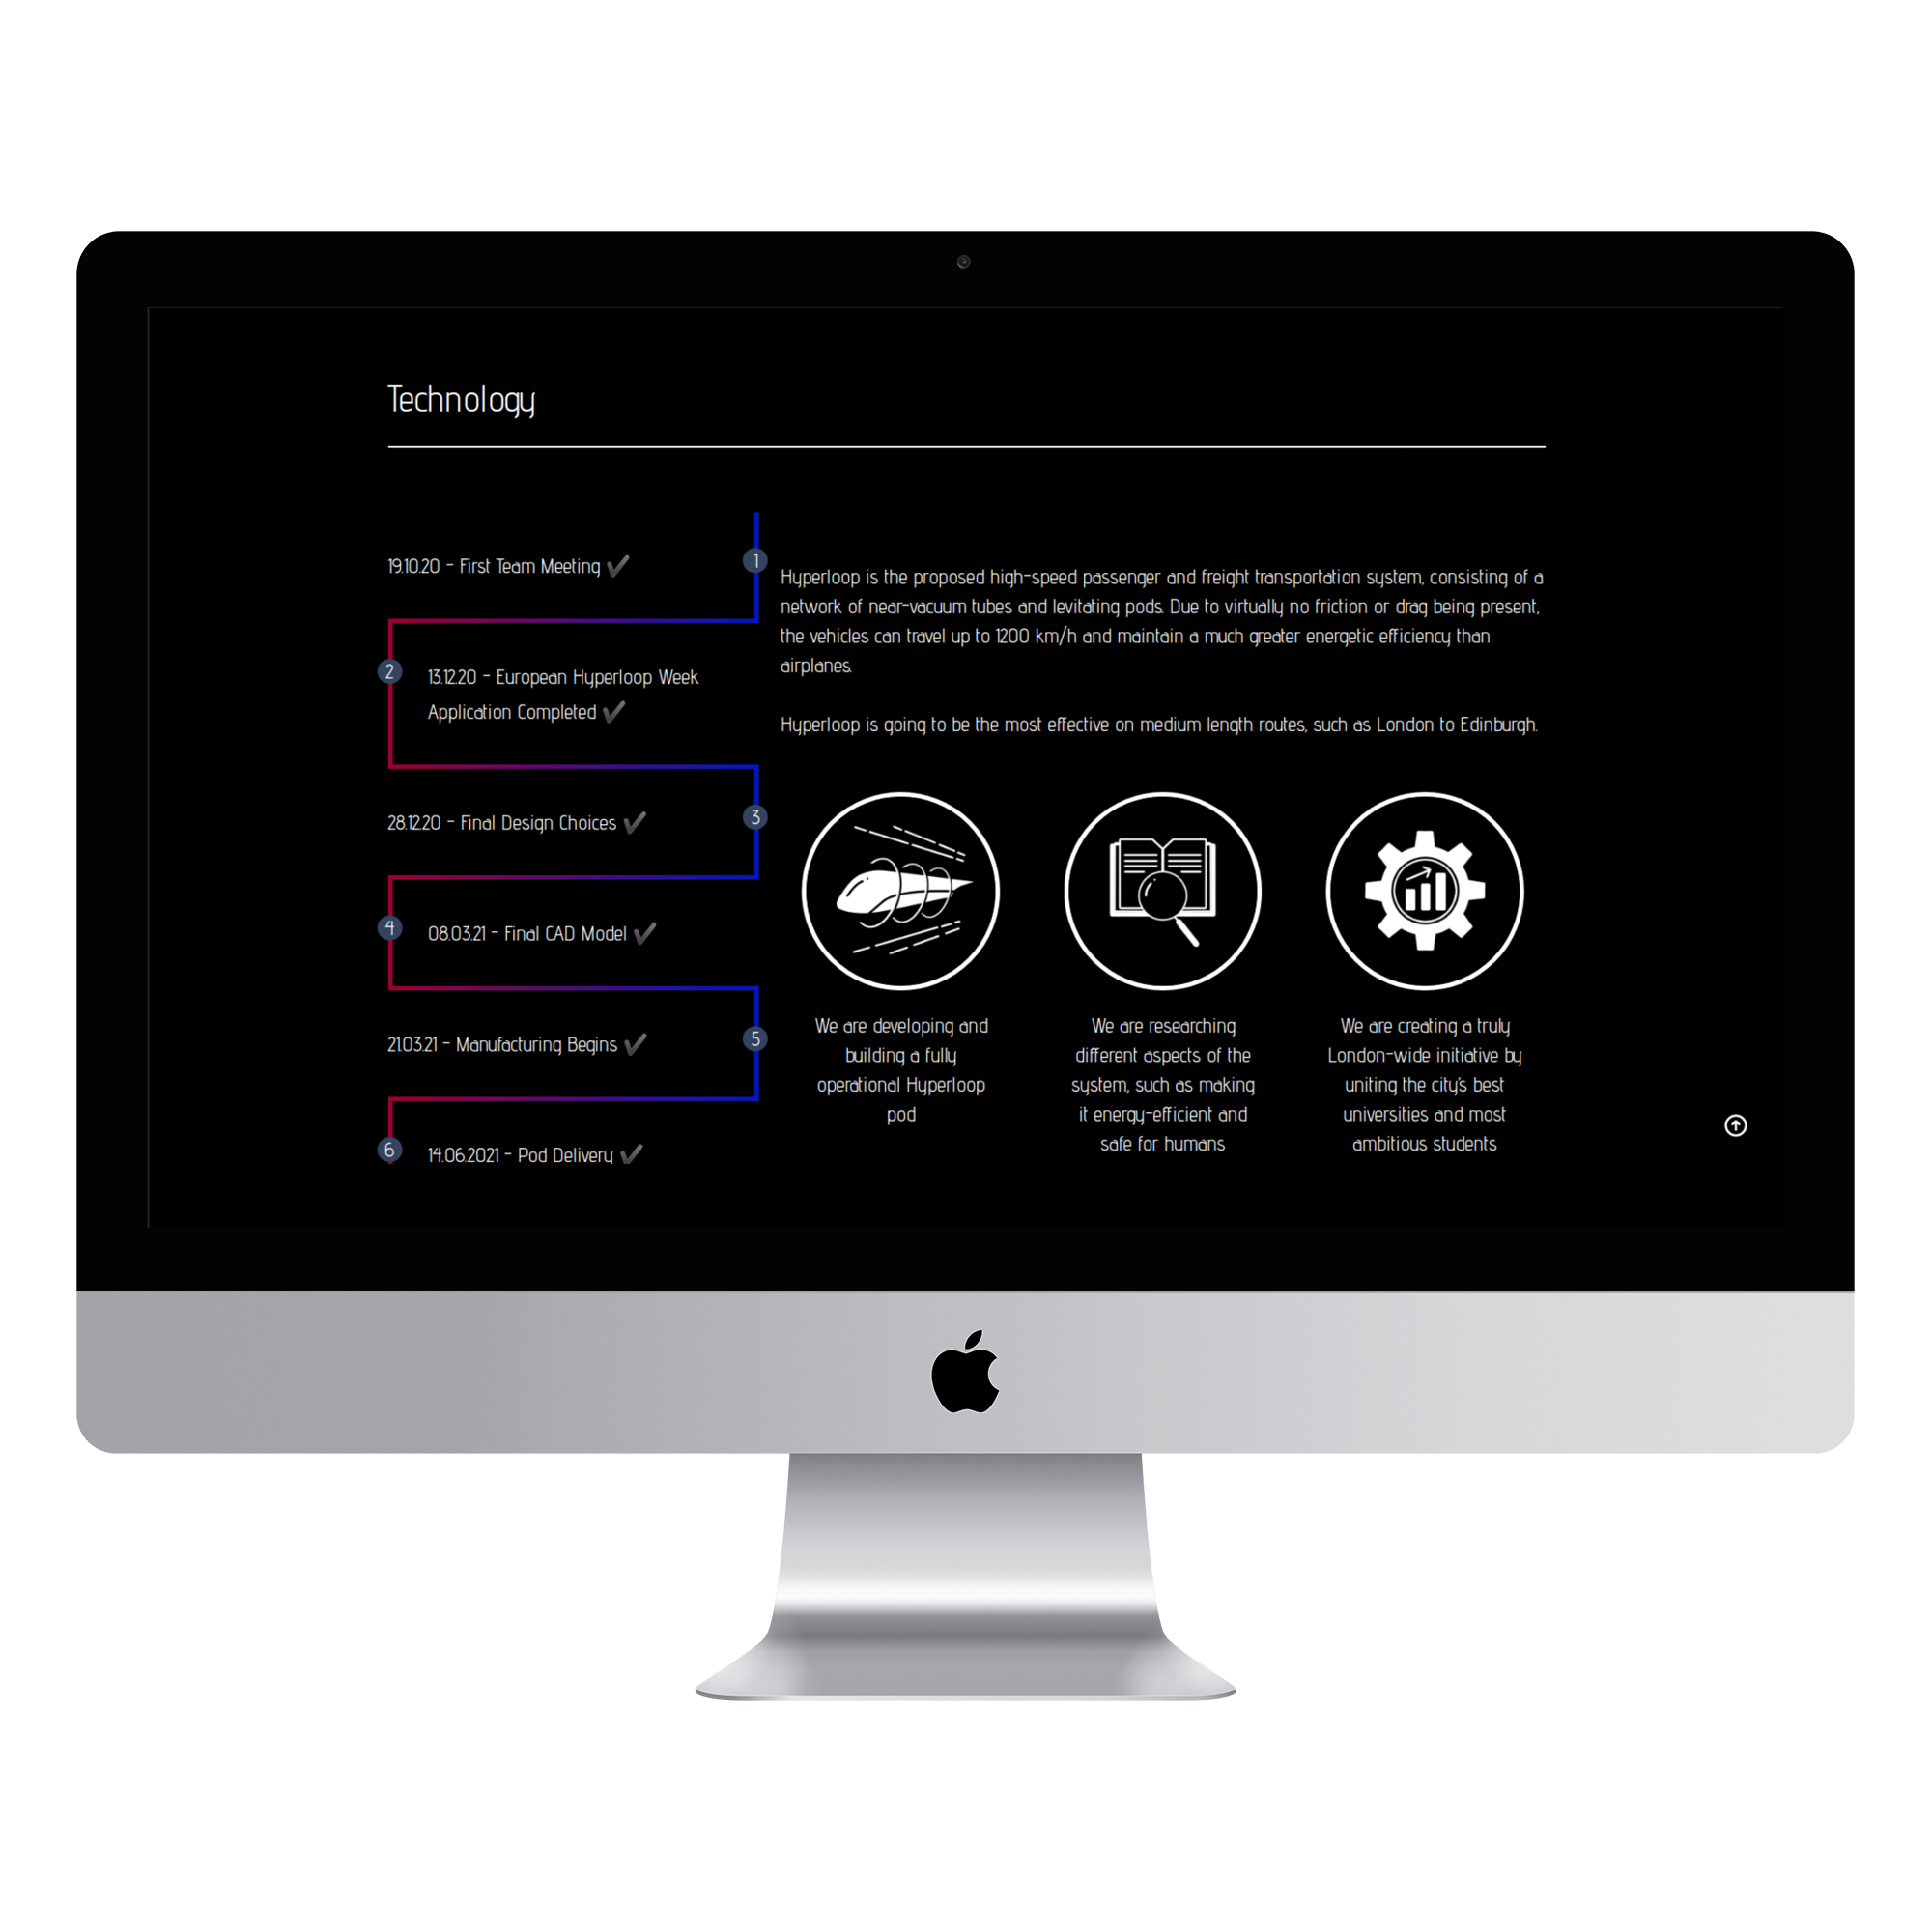 Technology
19.10.20 - First Team Meeting ✔
1
2
13.12.20 - European Hyperloop Week
Application Completed ✔
28.12.20 - Final Design Choices ✔
3
4
08.03.21 - Final CAD Model ✔
21.03.21 - Manufacturing Begins ✔
5
6
14.06.2021 - Pod Delivery ✔
Hyperloop is the proposed high-speed passenger and freight transportation system, consisting of a
network of near-vacuum tubes and levitating pods. Due to virtually no friction or drag being present,
the vehicles can travel up to 1200 km/h and maintain a much greater energetic efficiency than
airplanes.
Hyperloop is going to be the most effective on medium length routes, such as London to Edinburgh.
We are developing and
building a fully
operational Hyperloop
pod
We are researching
different aspects of the
system, such as making
it energy-efficient and
safe for humans
We are creating a truly
London-wide initiative by
uniting the city's best
universities and most
ambitious students